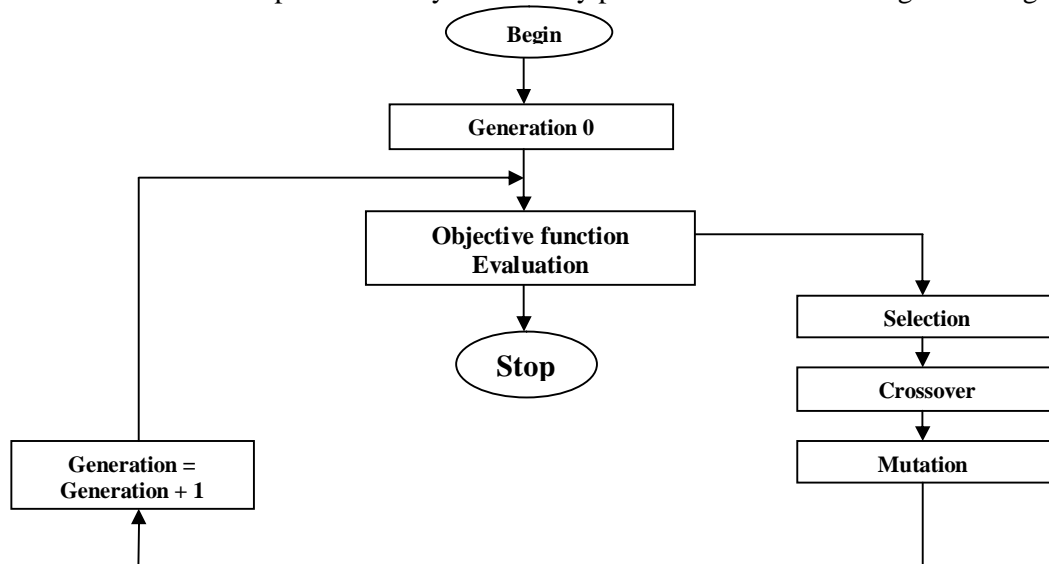 Begin
Generation 0
Objective function
Evaluation
Selection
Stop
Crossover
Mutation
Generation =
Generation + 1